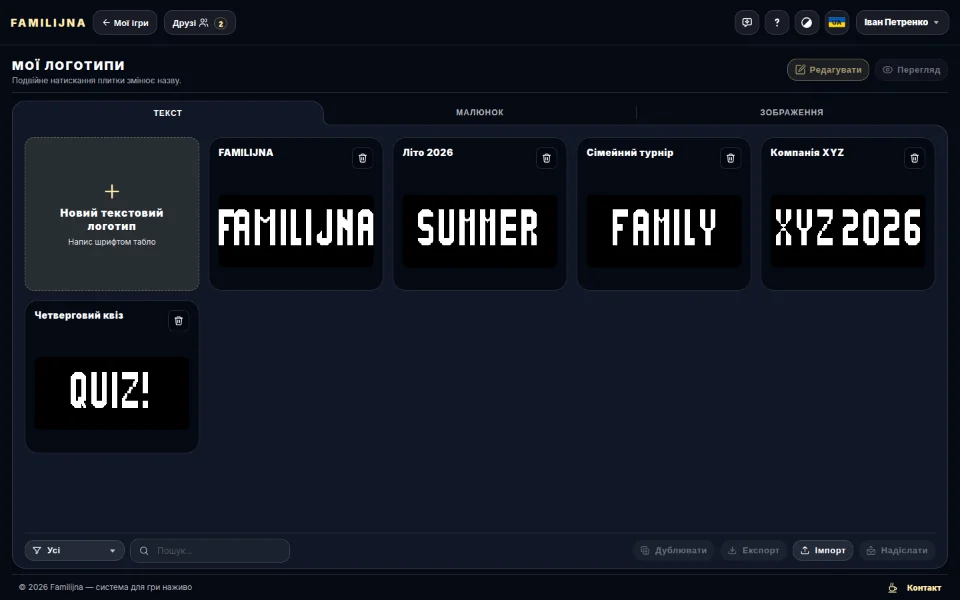 FAMILIJNA
← Мої ігри
Друзі 2
?
UA
Іван Петренко
МОЇ ЛОГОТИПИ
Подвійне натискання плитки змінює назву.
Редагувати
Перегляд
ТЕКСТ
МАЛЮНОК
ЗОБРАЖЕННЯ
Новий текстовий
логотип
Напис шрифтом табло
FAMILIJNA
FAMILIJNA
Літо 2026
SUMMER
Сімейний турнір
FAMILY
Компанія XYZ
XYZ 2026
Четверговий квіз
QUIZ!
Усі
Пошук...
Дублювати
Експорт
Імпорт
Надіслати
© 2026 Familijna — система для гри наживо
Контакт